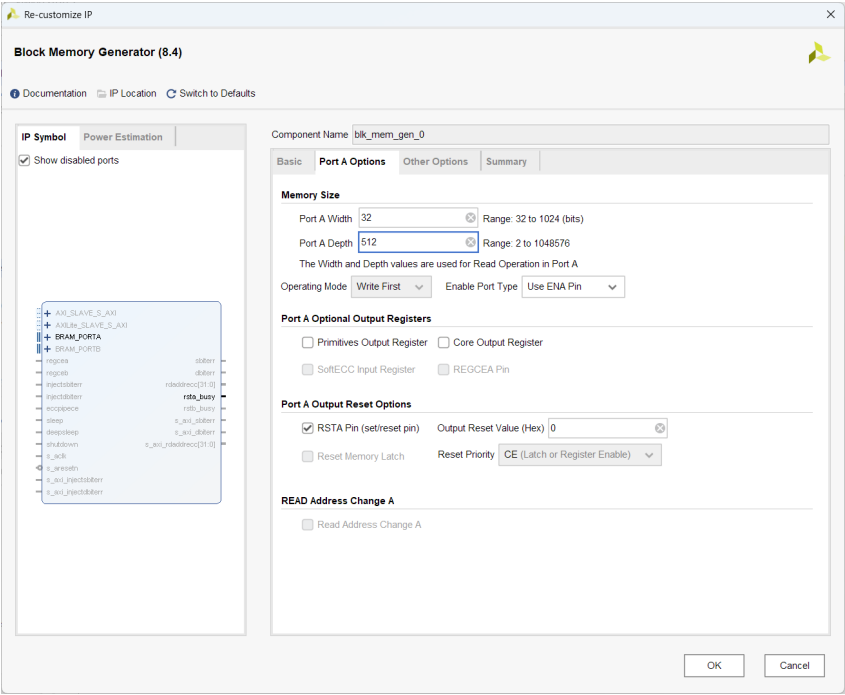 Re-customize IP
Block Memory Generator (8.4)
Documentation IP Location Switch to Defaults
IP Symbol Power Estimation
Show disabled ports
AXI_SLAVE_S_AXI
AXILite_SLAVE_S_AXI
BRAM_PORTA
BRAM_PORTB
regcea sbiterr
regceb dbiterr
injectsbiterr rdaddrecc[31:0]
injectdbiterr rsta_busy
eccpipece rstb_busy
sleep s_axi_sbiterr
deepsleep s_axi_dbiterr
shutdown s_axi_rdaddrecc[31:0]
s_aclk
s_aresetn
s_axi_injectsbiterr
s_axi_injectdbiterr
Component Name blk_mem_gen_0
Basic Port A Options Other Options Summary
Memory Size
Port A Width 32 Range: 32 to 1024 (bits)
Port A Depth 512 Range: 2 to 1048576
The Width and Depth values are used for Read Operation in Port A
Operating Mode Write First Enable Port Type Use ENA Pin
Port A Optional Output Registers
Primitives Output Register Core Output Register
SoftECC Input Register REGCEA Pin
Port A Output Reset Options
RSTA Pin (set/reset pin) Output Reset Value (Hex) 0
Reset Memory Latch Reset Priority CE (Latch or Register Enable)
READ Address Change A
Read Address Change A
OK Cancel